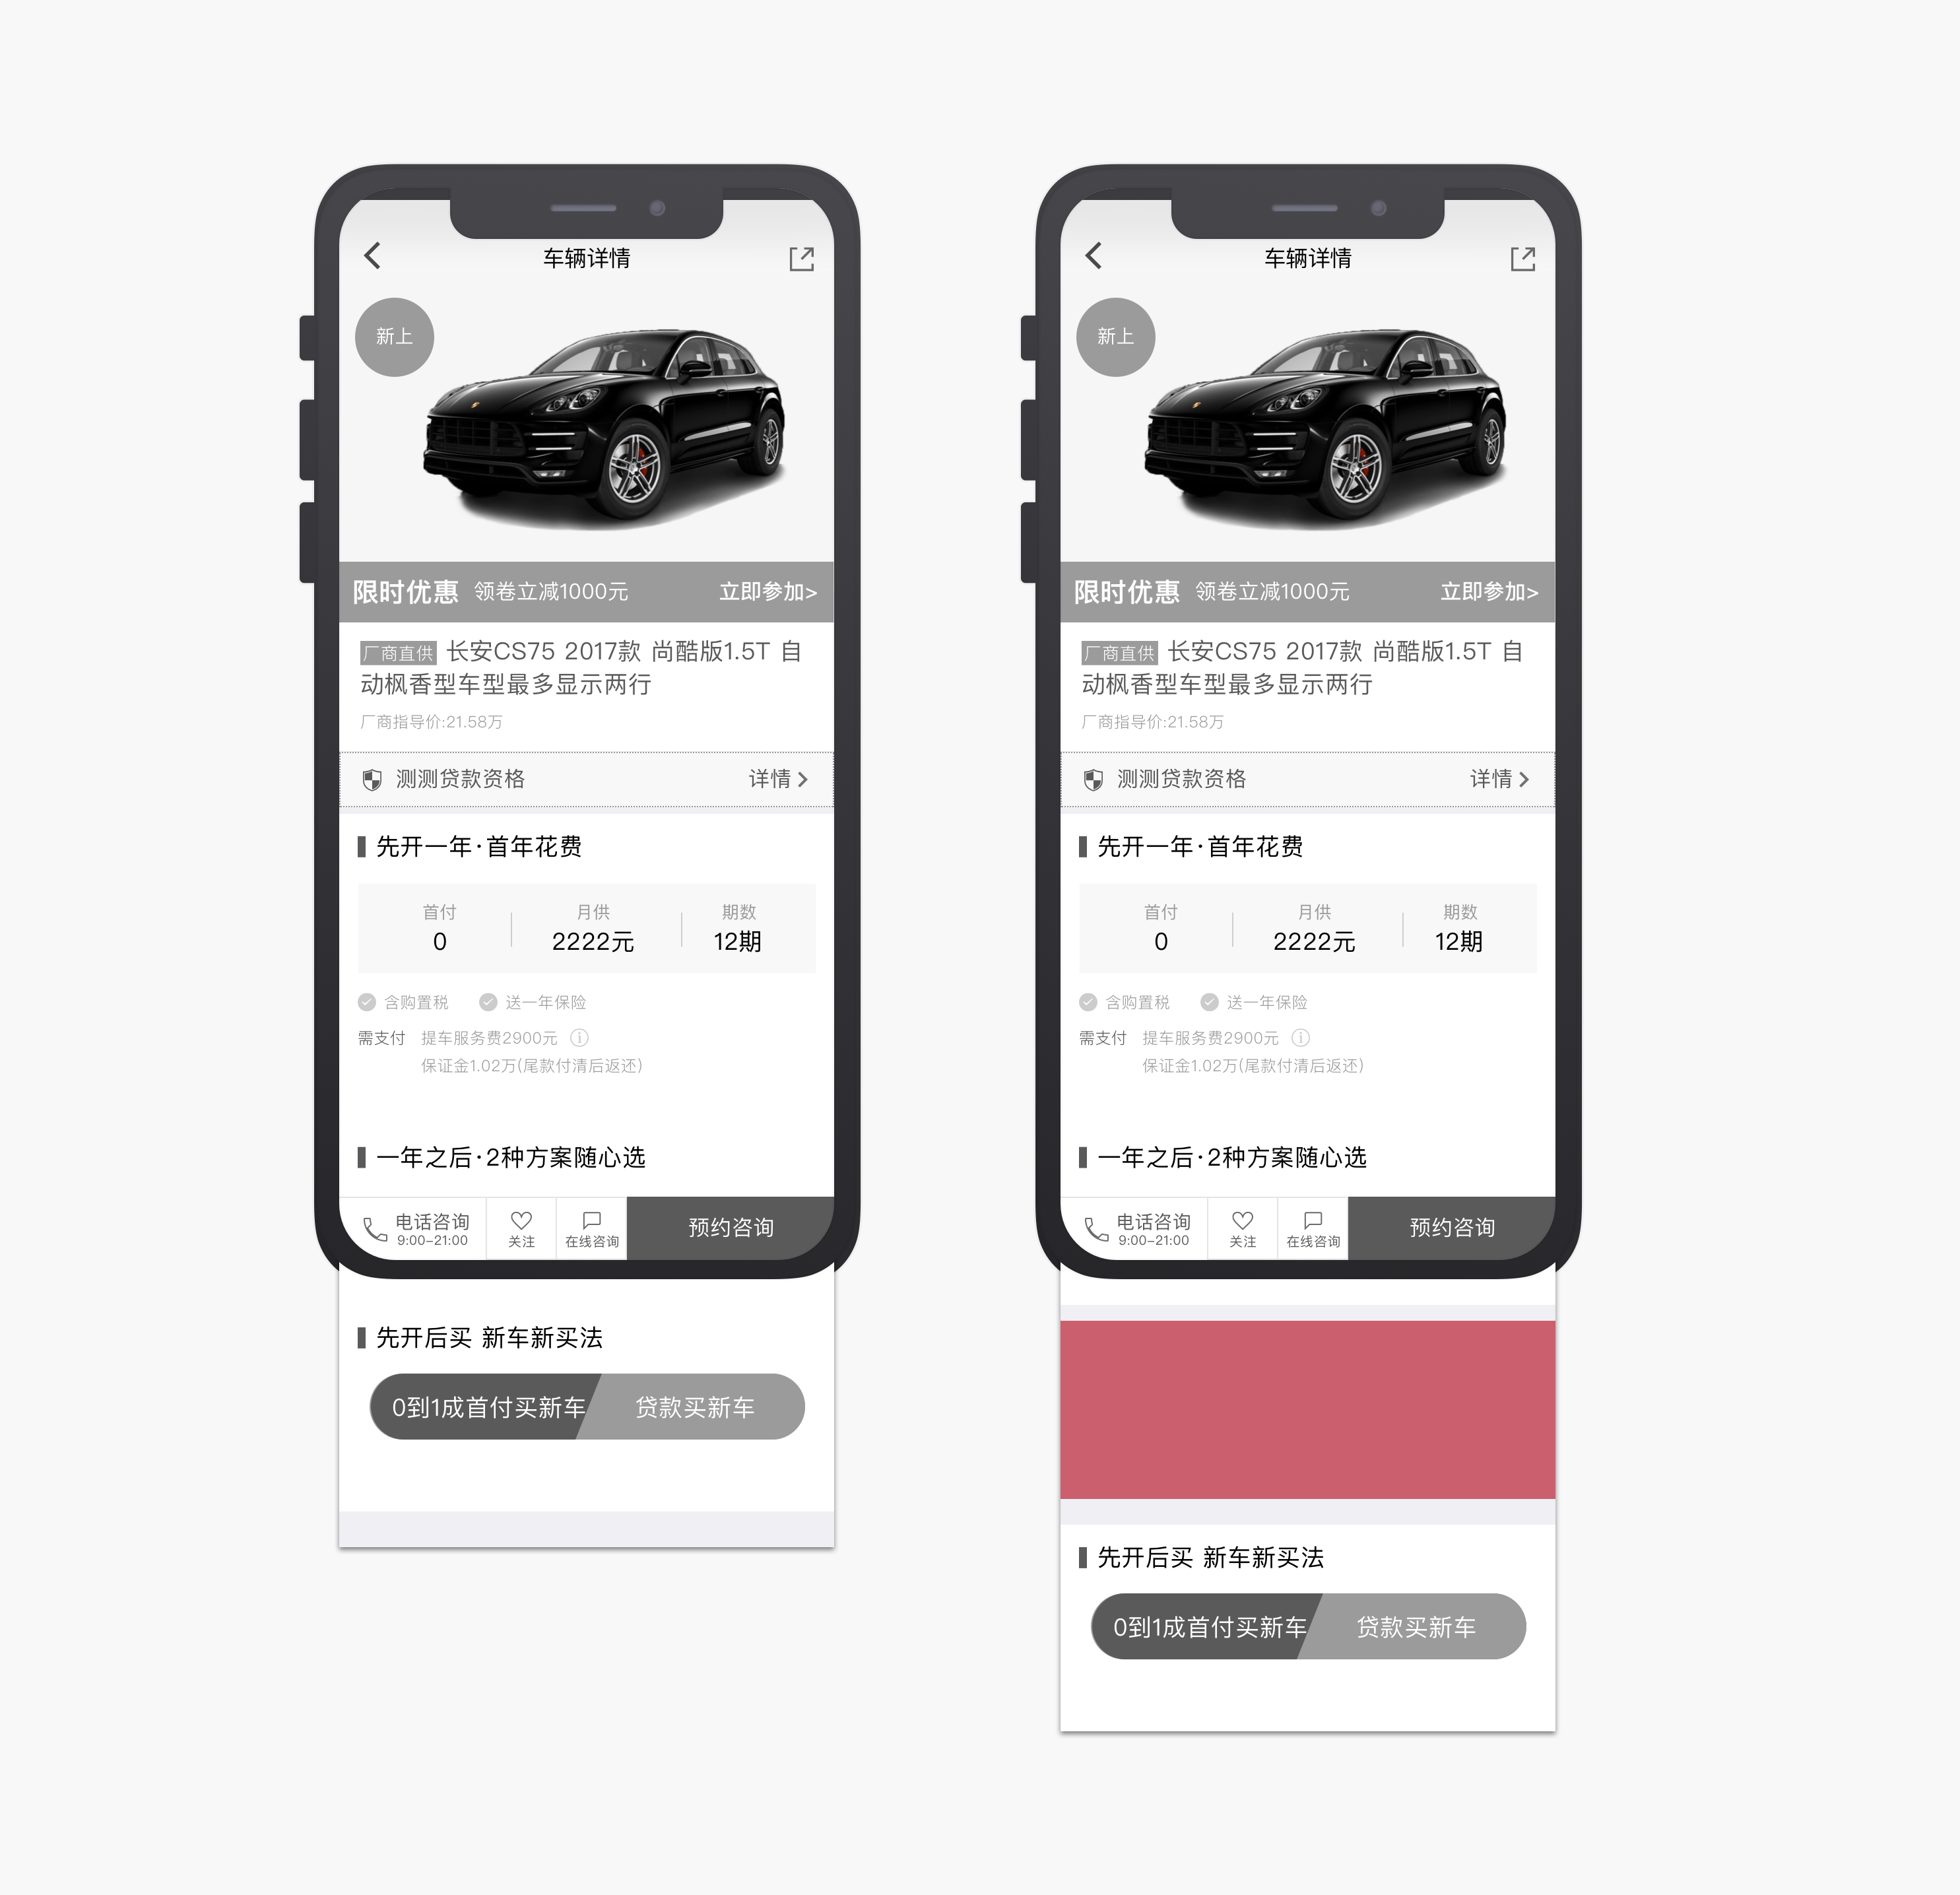 车辆详情
新上
限时优惠 领卷立减1000元 立即参加>
厂商直供 长安CS75 2017款 尚酷版1.5T 自
动枫香型车型最多显示两行
厂商指导价:21.58万
测测贷款资格 详情
先开一年·首年花费
首付 月供 期数
0 2222元 12期
含购置税 送一年保险
需支付 提车服务费2900元
保证金1.02万(尾款付清后返还)
一年之后·2种方案随心选
电话咨询
9:00-21:00
关注
在线咨询
预约咨询
先开后买 新车新买法
0到1成首付买新车 贷款买新车
车辆详情
新上
限时优惠 领卷立减1000元 立即参加>
厂商直供 长安CS75 2017款 尚酷版1.5T 自
动枫香型车型最多显示两行
厂商指导价:21.58万
测测贷款资格 详情
先开一年·首年花费
首付 月供 期数
0 2222元 12期
含购置税 送一年保险
需支付 提车服务费2900元
保证金1.02万(尾款付清后返还)
一年之后·2种方案随心选
电话咨询
9:00-21:00
关注
在线咨询
预约咨询
先开后买 新车新买法
0到1成首付买新车 贷款买新车